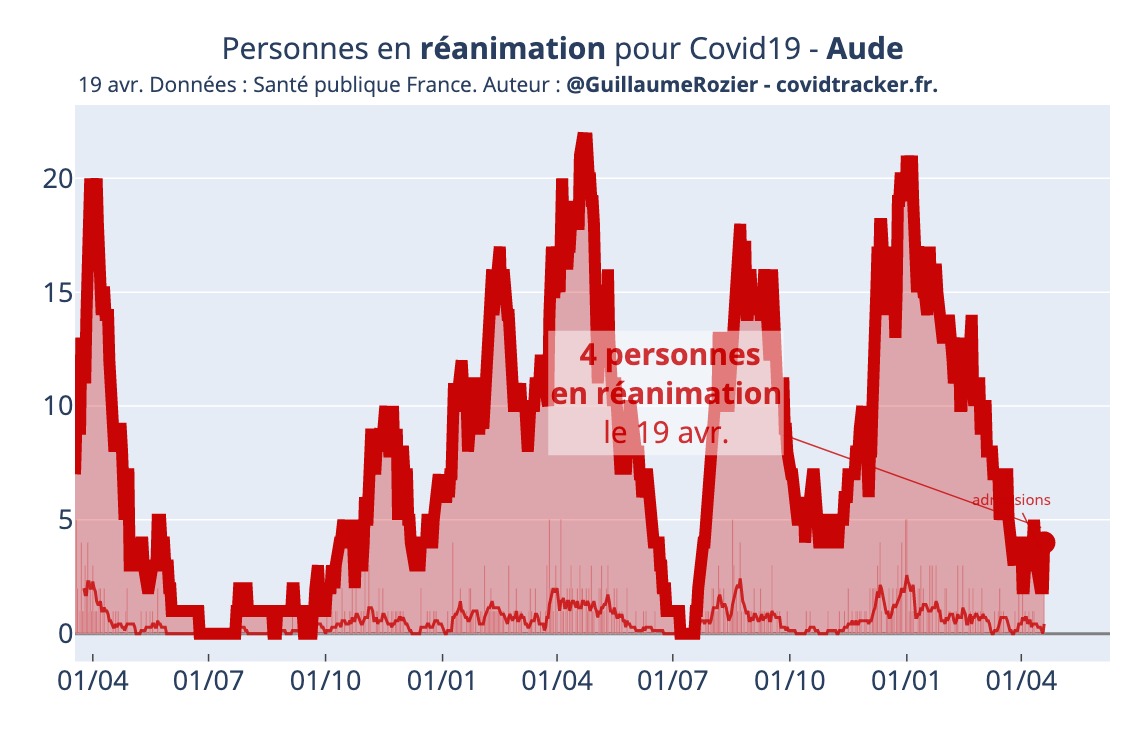 Personnes en réanimation pour Covid19 - Aude
19 avr. Données : Santé publique France. Auteur : @GuillaumeRozier - covidtracker.fr.
20
15
10
5
0
4 personnes
en réanimation
le 19 avr.
admissions
01/04 01/07 01/10 01/01 01/04 01/07 01/10 01/01 01/04